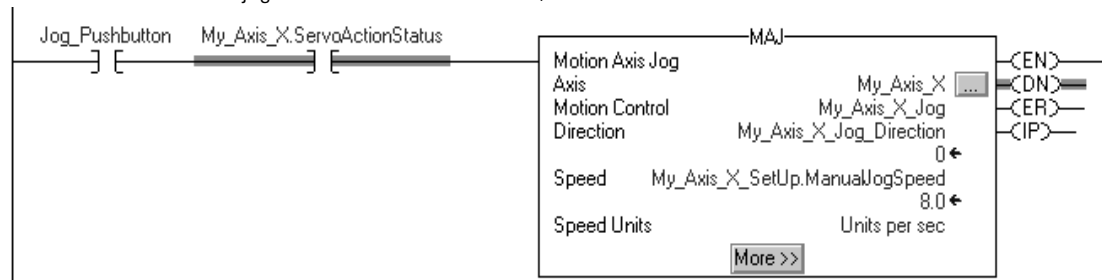 Jog_Pushbutton My_Axis_X.ServoActionStatus
MAJ
Motion Axis Jog EN
Axis My_Axis_X ... DN
Motion Control My_Axis_X_Jog ER
Direction My_Axis_X_Jog_Direction IP
0
Speed My_Axis_X_SetUp.ManualJogSpeed
8.0
Speed Units Units per sec
More >>